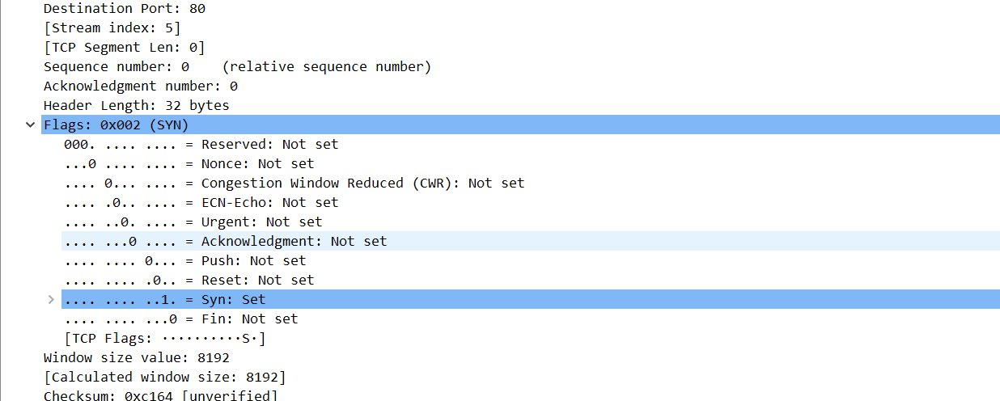 Destination Port: 80
[Stream index: 5]
[TCP Segment Len: 0]
Sequence number: 0    (relative sequence number)
Acknowledgment number: 0
Header Length: 32 bytes
Flags: 0x002 (SYN)
000. .... .... = Reserved: Not set
...0 .... .... = Nonce: Not set
.... 0... .... = Congestion Window Reduced (CWR): Not set
.... .0.. .... = ECN-Echo: Not set
.... ..0. .... = Urgent: Not set
.... ...0 .... = Acknowledgment: Not set
.... .... 0... = Push: Not set
.... .... .0.. = Reset: Not set
.... .... ..1. = Syn: Set
.... .... ...0 = Fin: Not set
[TCP Flags: ··········S·]
Window size value: 8192
[Calculated window size: 8192]
Checksum: 0xc164 [unverified]